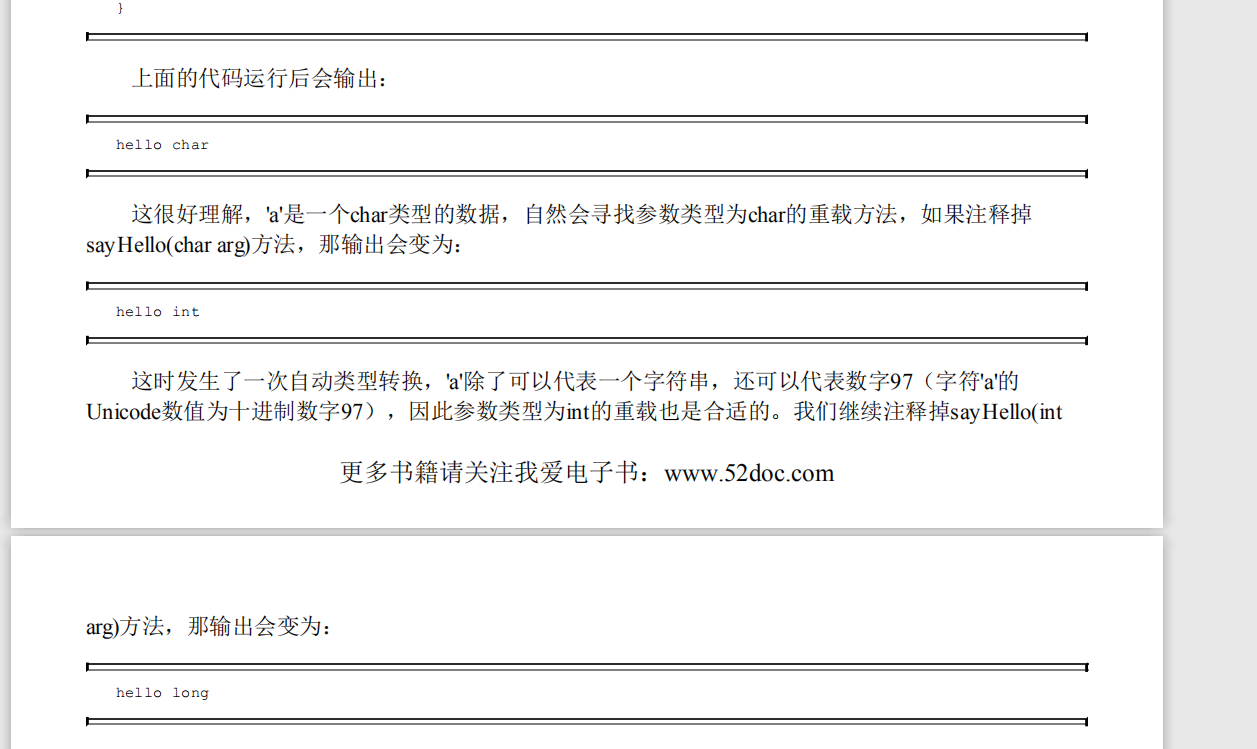 }
上面的代码运行后会输出：
hello char
这很好理解，'a'是一个char类型的数据，自然会寻找参数类型为char的重载方法，如果注释掉
sayHello(char arg)方法，那输出会变为：
hello int
这时发生了一次自动类型转换，'a'除了可以代表一个字符串，还可以代表数字97（字符'a'的
Unicode数值为十进制数字97），因此参数类型为int的重载也是合适的。我们继续注释掉sayHello(int
更多书籍请关注我爱电子书：www.52doc.com
arg)方法，那输出会变为：
hello long